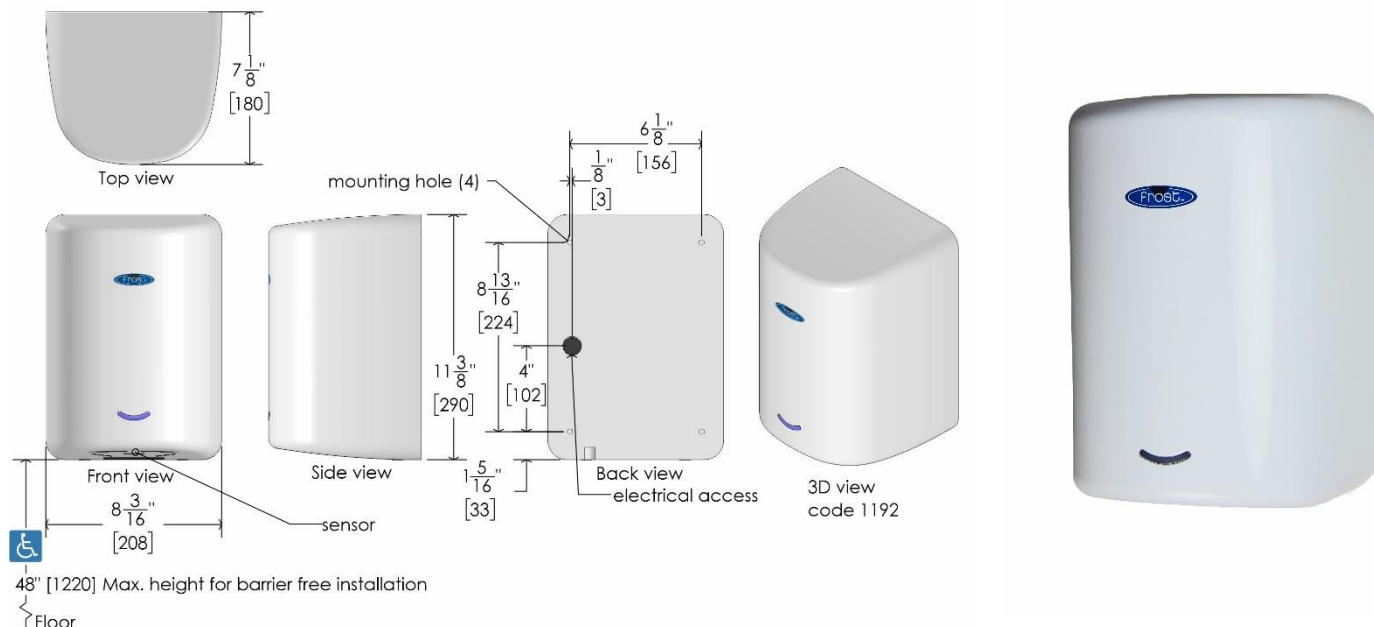 7 1/8"
[180]
Top view
6 1/8"
[156]
1/8"
[3]
mounting hole (4)
frost
8 13/16"
[224]
11 3/8"
[290]
4"
[102]
Front view
Side view
1 5/16"
[33]
Back view
electrical access
3D view
code 1192
8 3/16"
[208]
sensor
48" [1220] Max. height for barrier free installation
Floor
frost